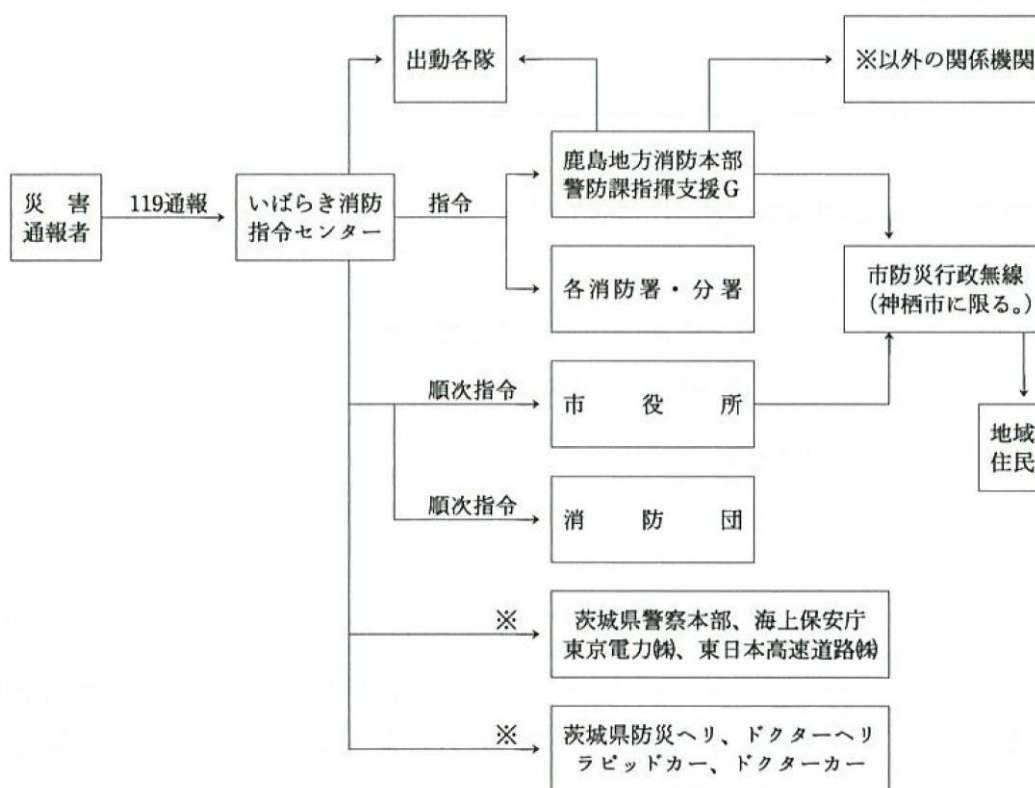 出動各隊
※以外の関係機関
鹿島地方消防本部
警防課指揮支援G
災害
通報者
119通報
いばらき消防
指令センター
指令
各消防署・分署
市防災行政無線
(神栖市に限る。)
順次指令
市役所
地域
住民
順次指令
消防団
※
茨城県警察本部、海上保安庁
東京電力㈱、東日本高速道路㈱
※
茨城県防災ヘリ、ドクターヘリ
ラピッドカー、ドクターカー